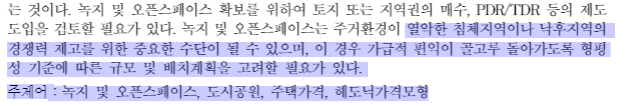 는 것이다. 녹지 및 오픈스페이스 확보를 위하여 토지 또는 지역권의 매수, PDR/TDR 등의 제도
도입을 검토할 필요가 있다. 녹지 및 오픈스페이스는 주거환경이 열악한 침체지역이나 낙후지역의
경쟁력 제고를 위한 중요한 수단이 될 수 있으며, 이 경우 가급적 편익이 골고루 돌아가도록 형평
성 기준에 따른 규모 및 배치계획을 고려할 필요가 있다.
주제어 : 녹지 및 오픈스페이스, 도시공원, 주택가격, 헤도닉가격모형